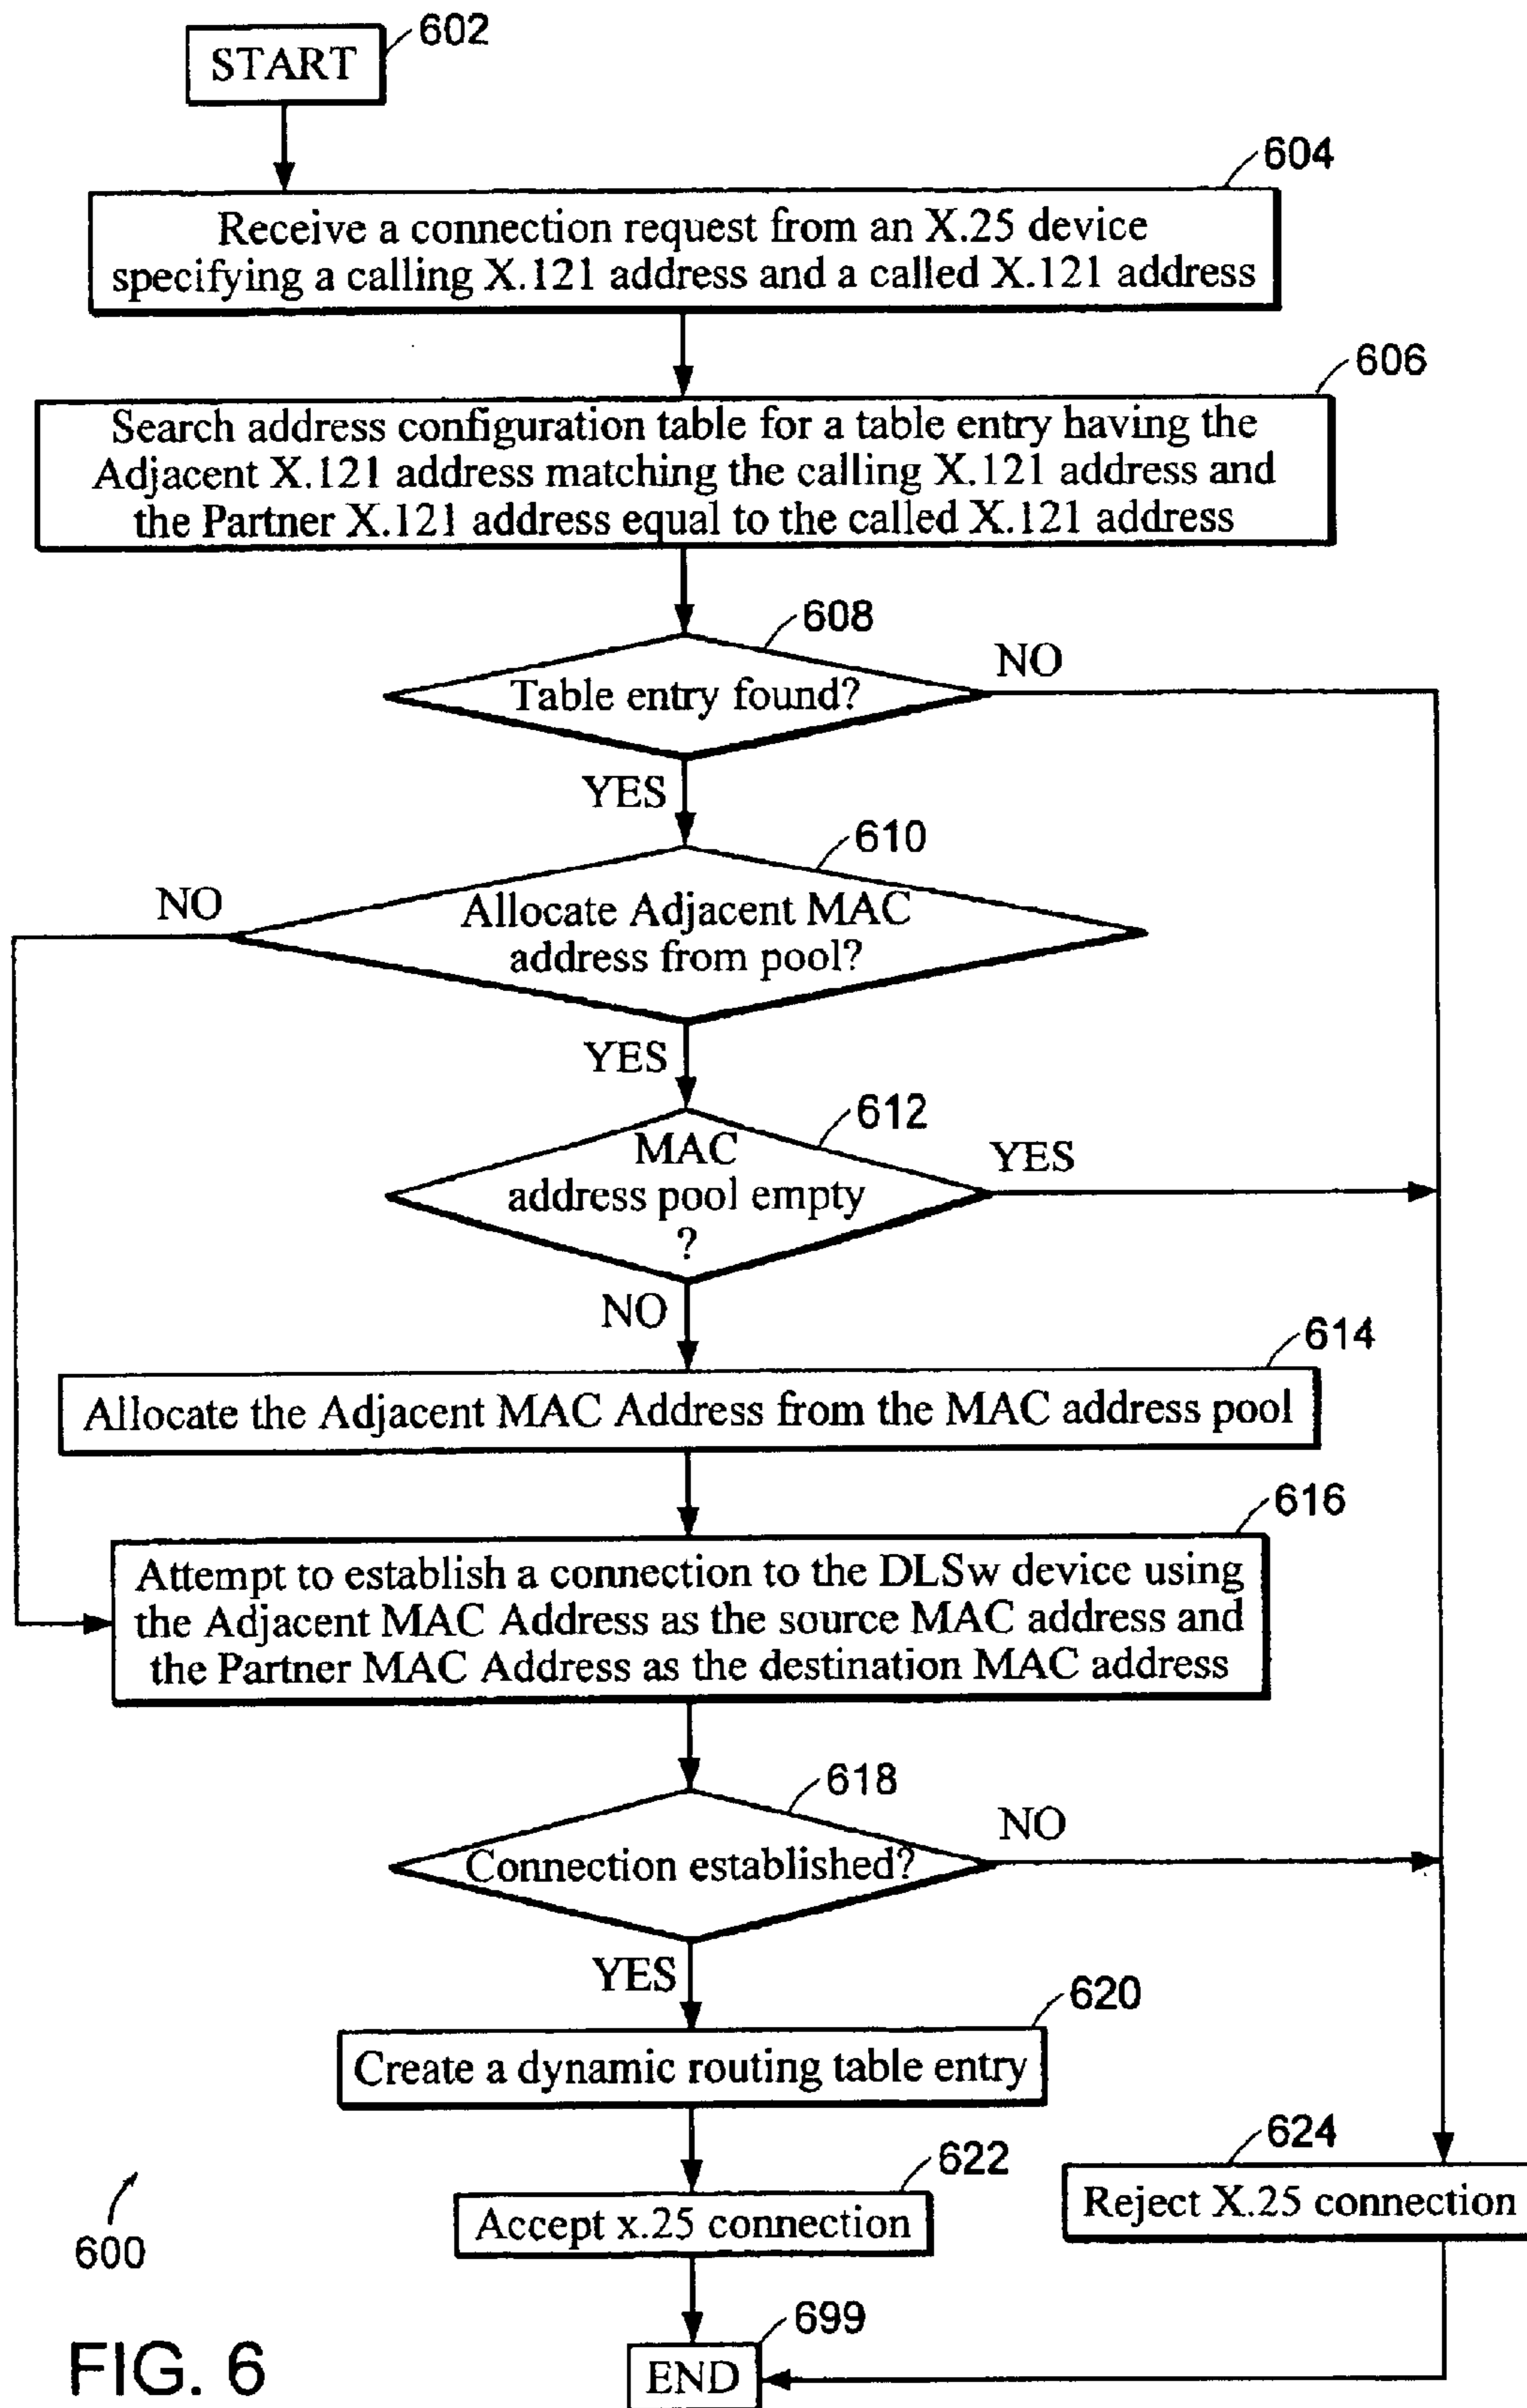 602
START
604
Receive a connection request from an X.25 device
specifying a calling X.121 address and a called X.121 address
606
Search address configuration table for a table entry having the
Adjacent X.121 address matching the calling X.121 address and
the Partner X.121 address equal to the called X.121 address
608
NO
Table entry found?
YES
610
NO
Allocate Adjacent MAC
address from pool?
YES
612
MAC
YES
address pool empty
?
NO
614
Allocate the Adjacent MAC Address from the MAC address pool
616
Attempt to establish a connection to the DLSw device using
the Adjacent MAC Address as the source MAC address and
the Partner MAC Address as the destination MAC address
618
NO
Connection established?
YES
620
Create a dynamic routing table entry
622
Accept x.25 connection
624
Reject X.25 connection
600
699
END
FIG. 6